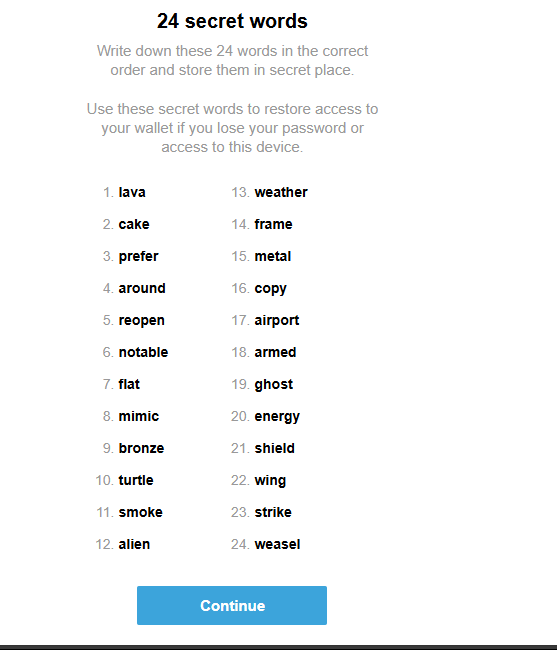 24 secret words
Write down these 24 words in the correct
order and store them in secret place.
Use these secret words to restore access to
your wallet if you lose your password or
access to this device.
1. lava
2. cake
3. prefer
4. around
5. reopen
6. notable
7. flat
8. mimic
9. bronze
10. turtle
11. smoke
12. alien
13. weather
14. frame
15. metal
16. copy
17. airport
18. armed
19. ghost
20. energy
21. shield
22. wing
23. strike
24. weasel
Continue